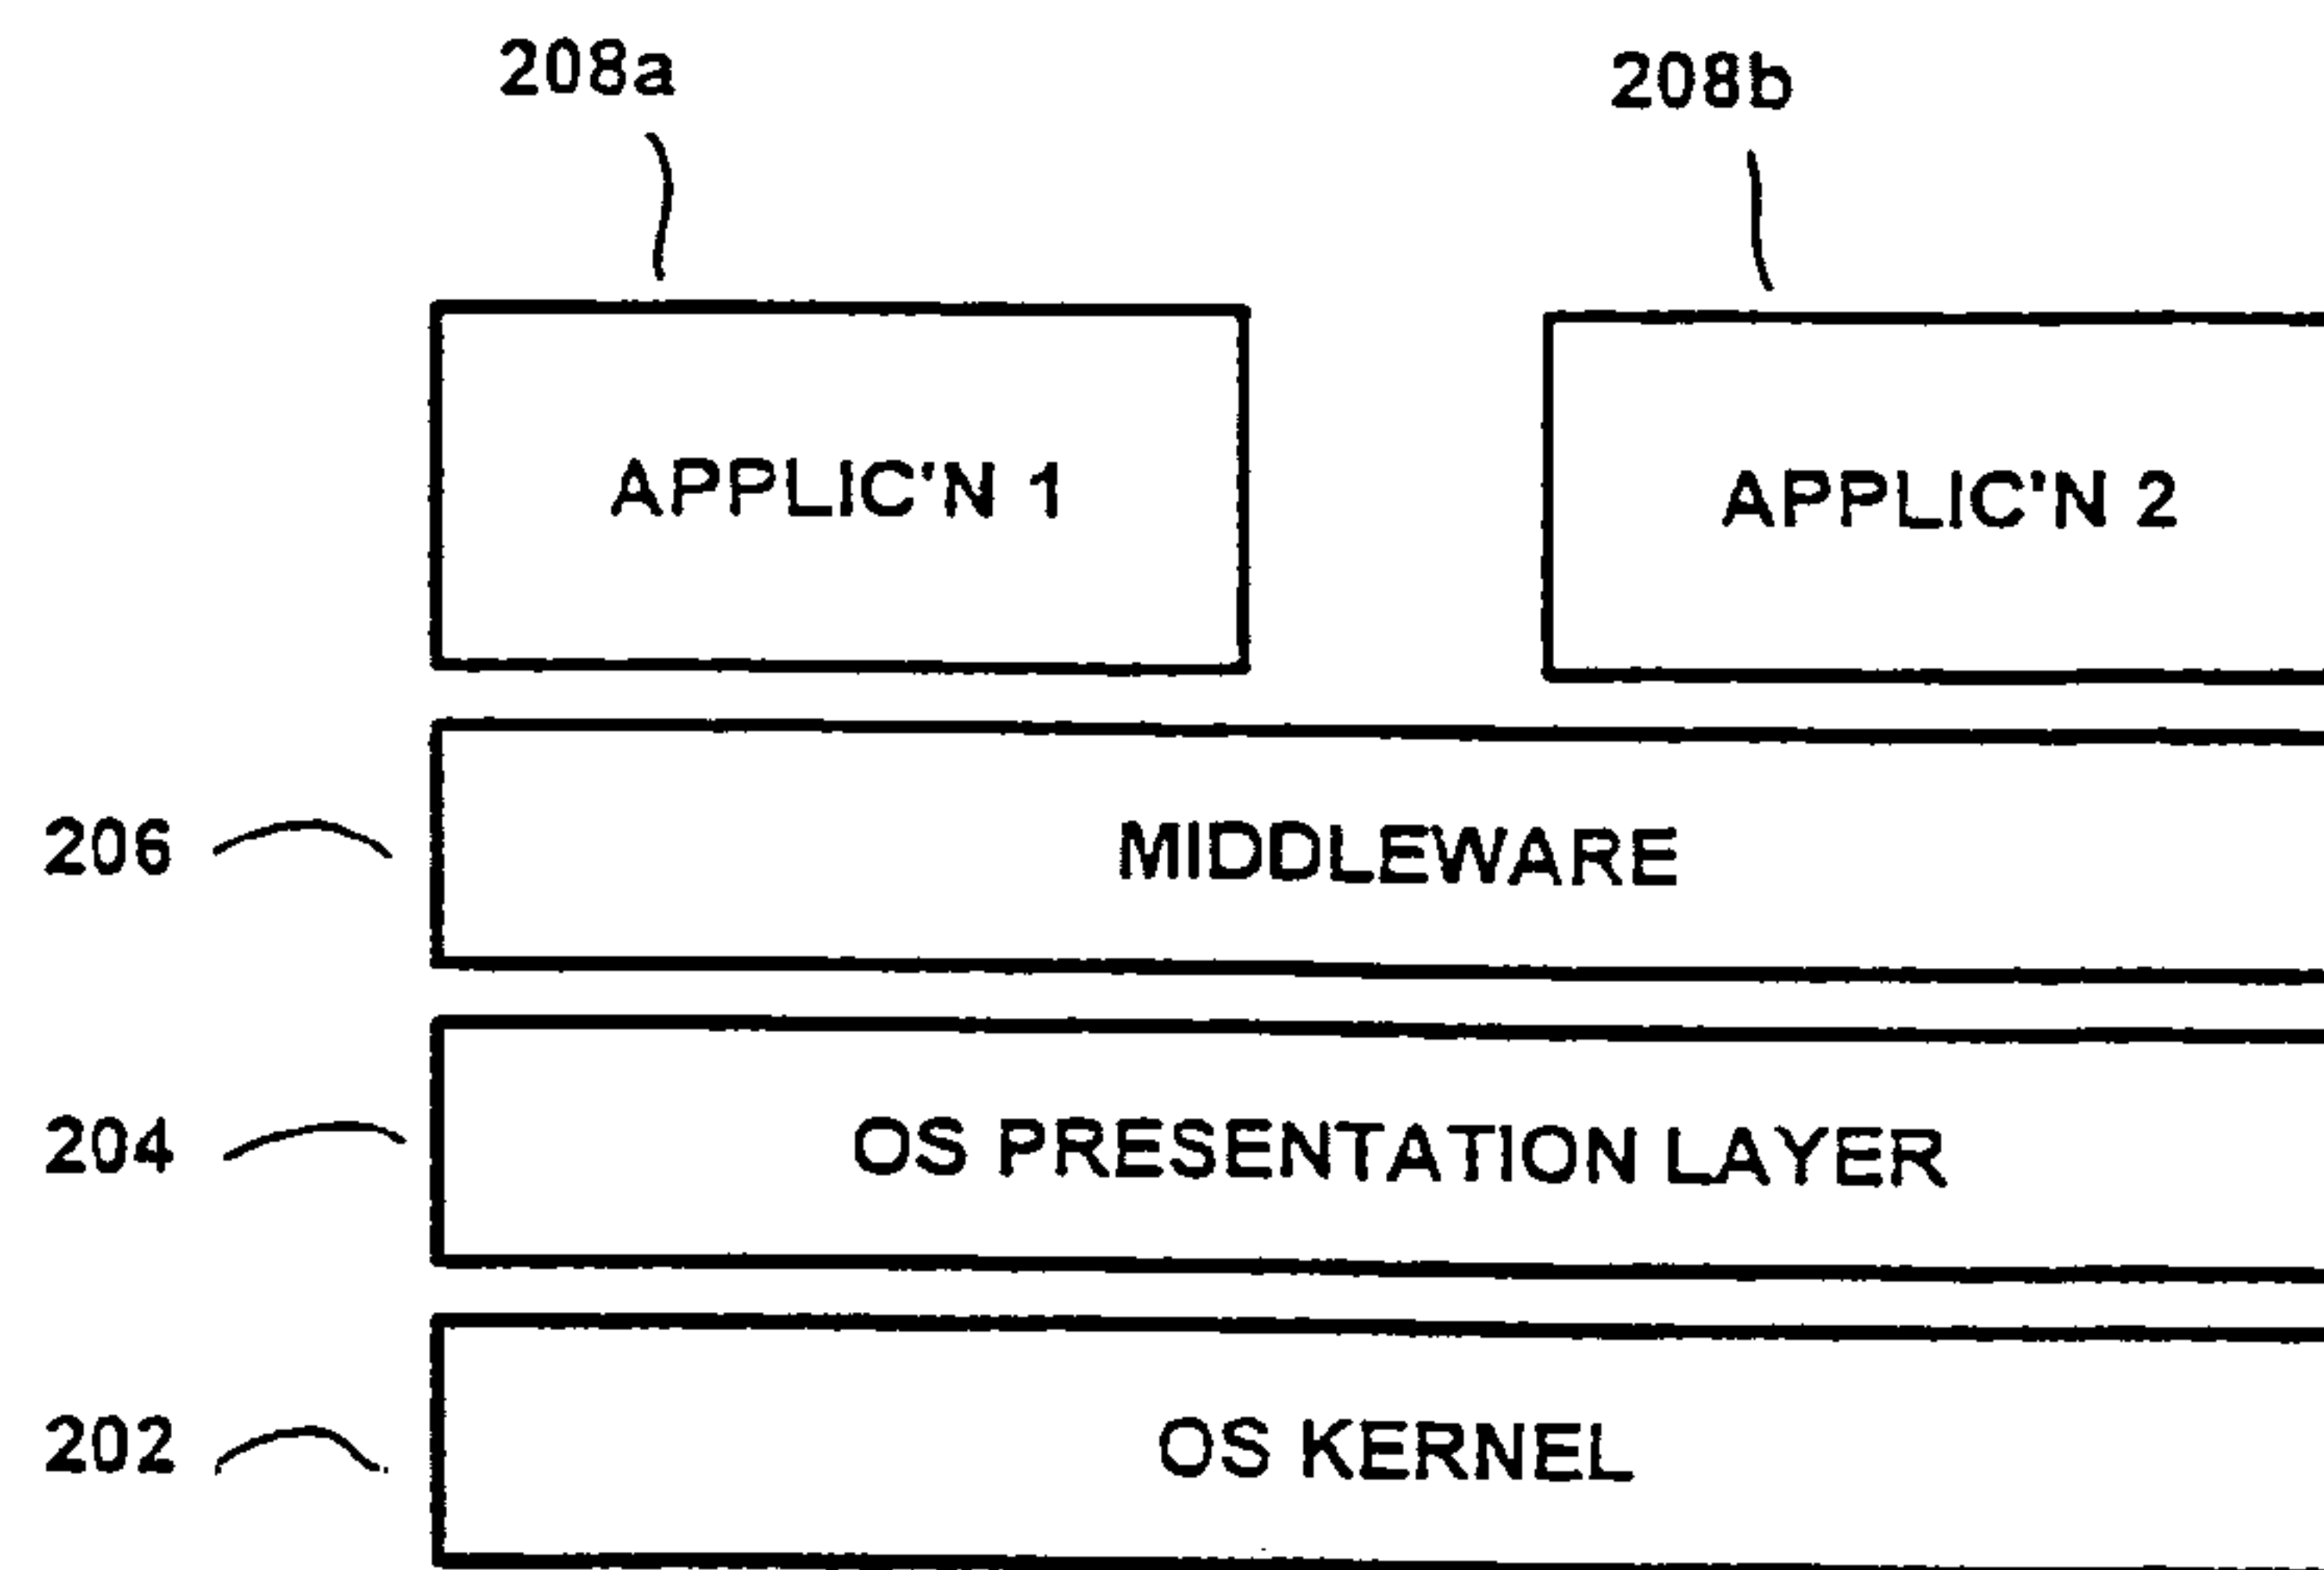 208a 208b
APPLIC'N 1 APPLIC'N 2
206 MIDDLEWARE
204 OS PRESENTATION LAYER
202 OS KERNEL